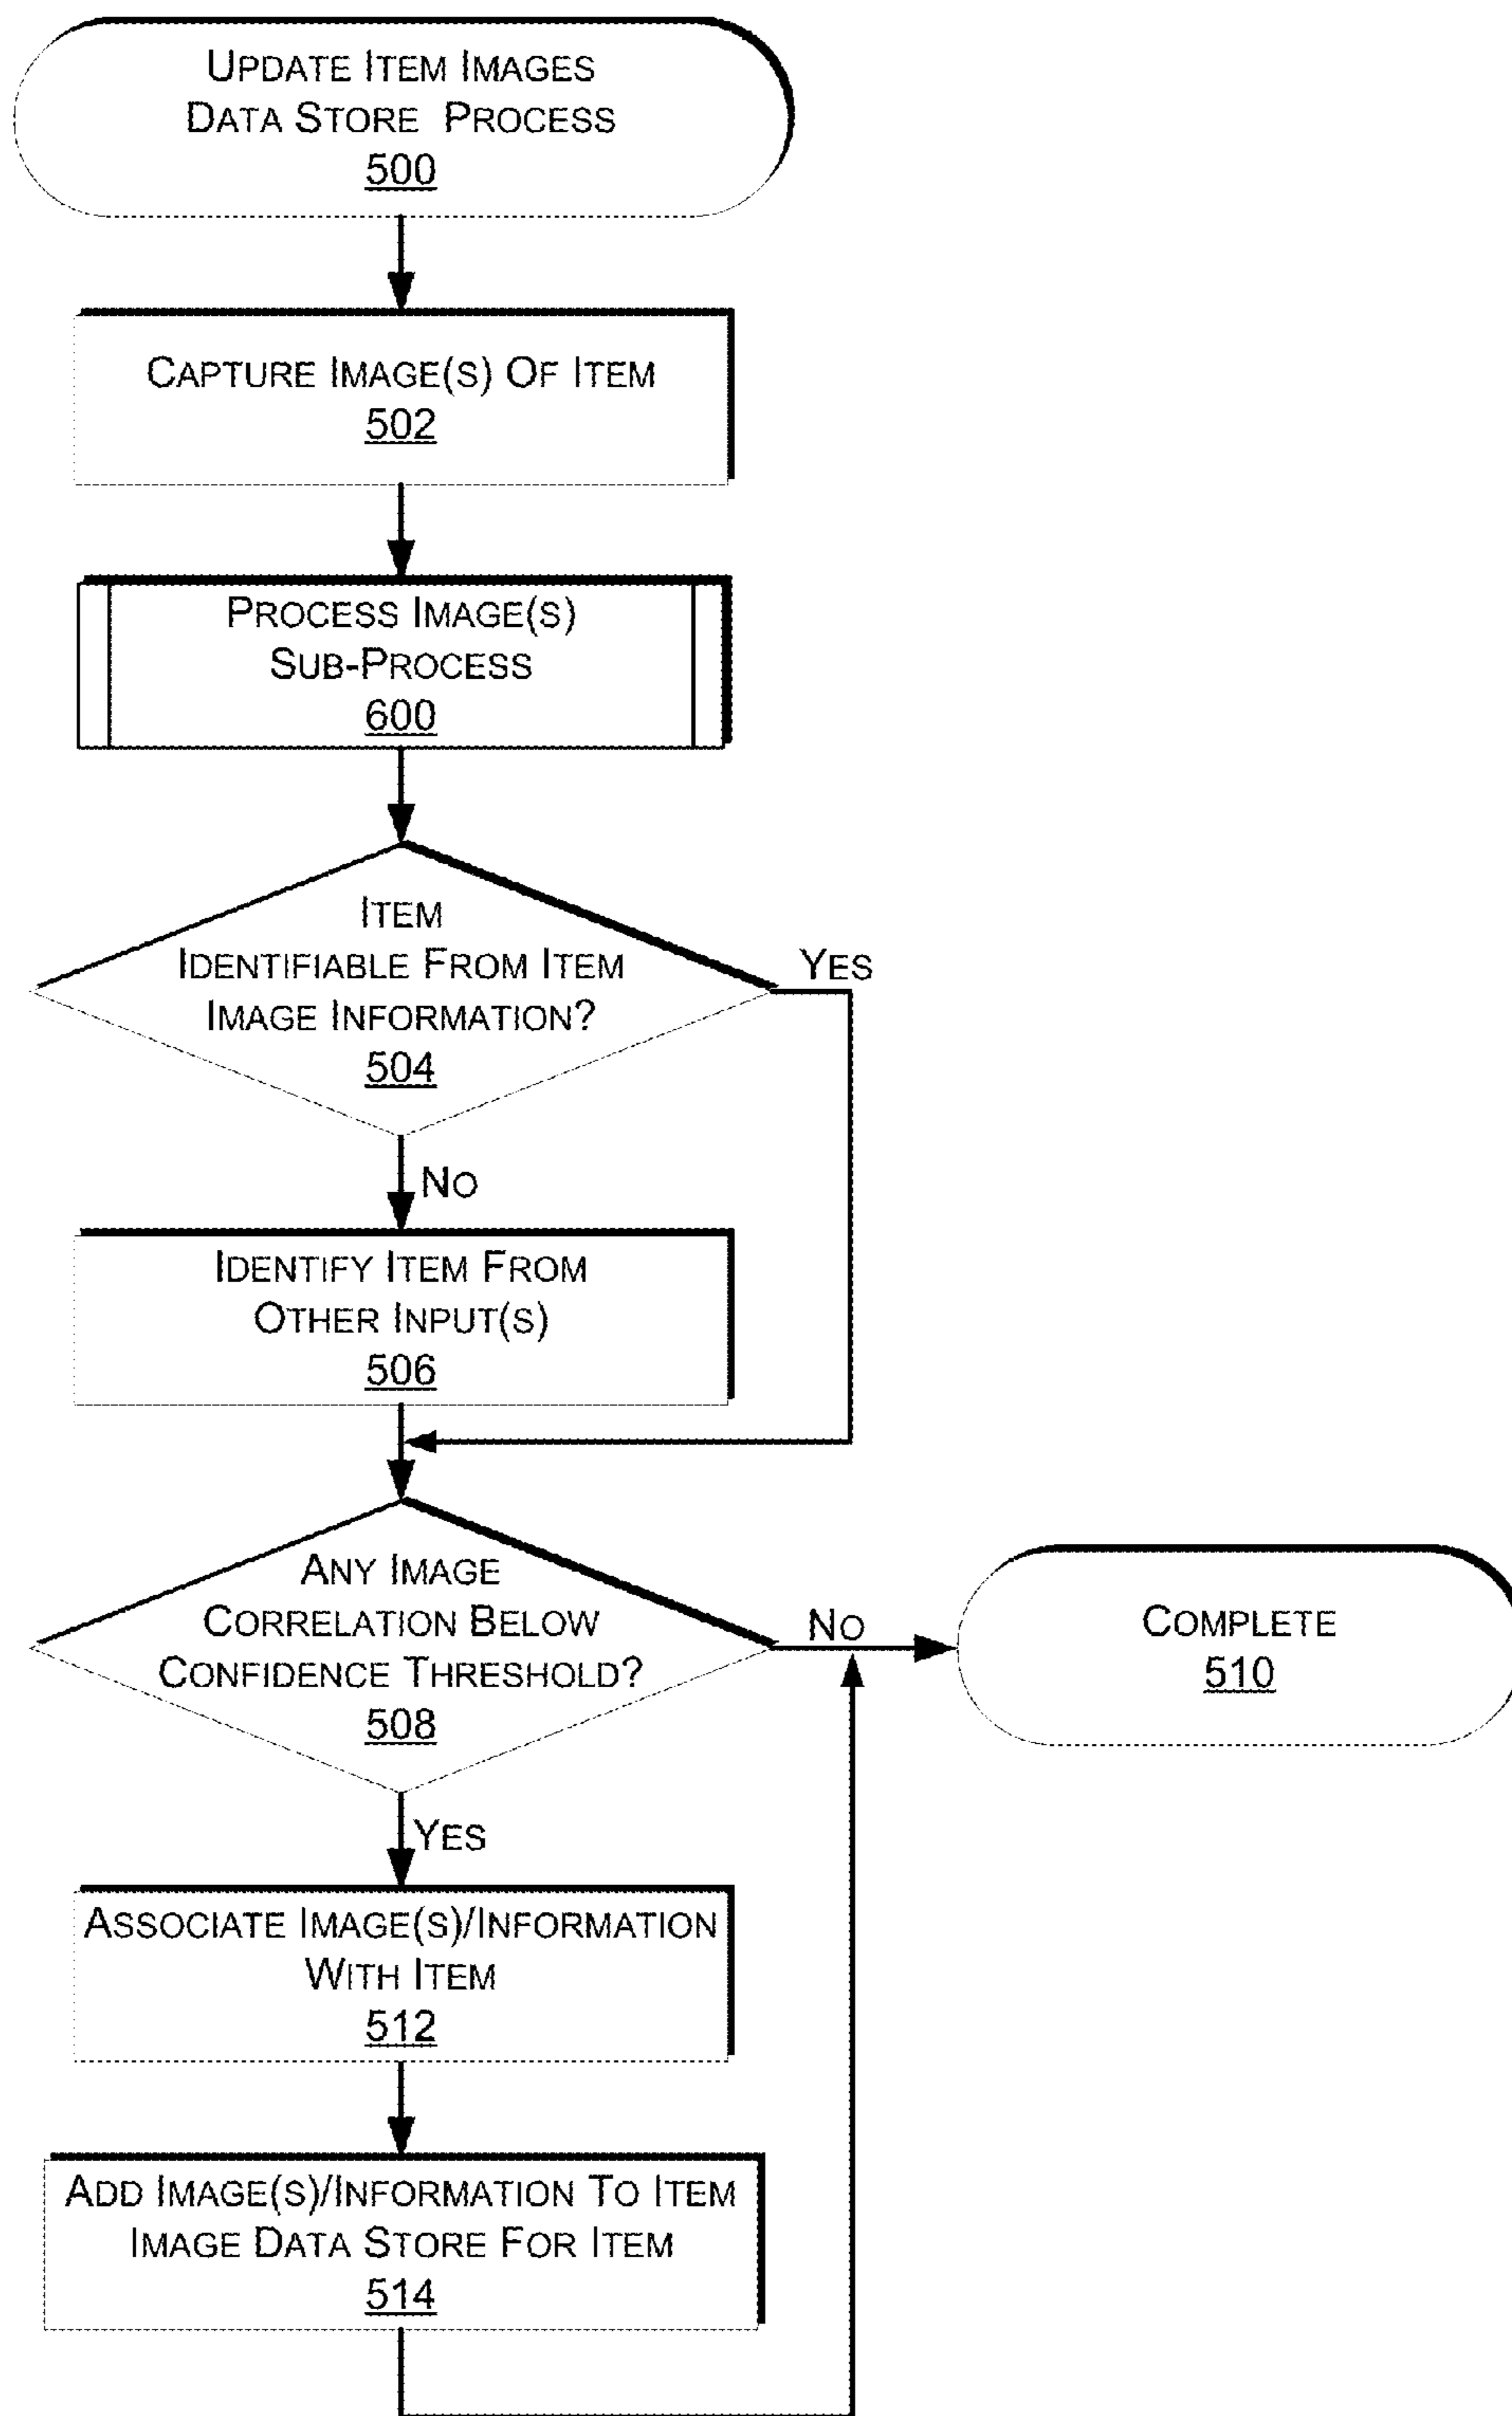 UPDATE ITEM IMAGES
DATA STORE PROCESS
500
CAPTURE IMAGE(S) OF ITEM
502
PROCESS IMAGE(S)
SUB-PROCESS
600
ITEM
IDENTIFIABLE FROM ITEM
IMAGE INFORMATION?
504
YES
NO
IDENTIFY ITEM FROM
OTHER INPUT(S)
506
ANY IMAGE
CORRELATION BELOW
CONFIDENCE THRESHOLD?
508
NO
COMPLETE
510
YES
ASSOCIATE IMAGE(S)/INFORMATION
WITH ITEM
512
ADD IMAGE(S)/INFORMATION TO ITEM
IMAGE DATA STORE FOR ITEM
514